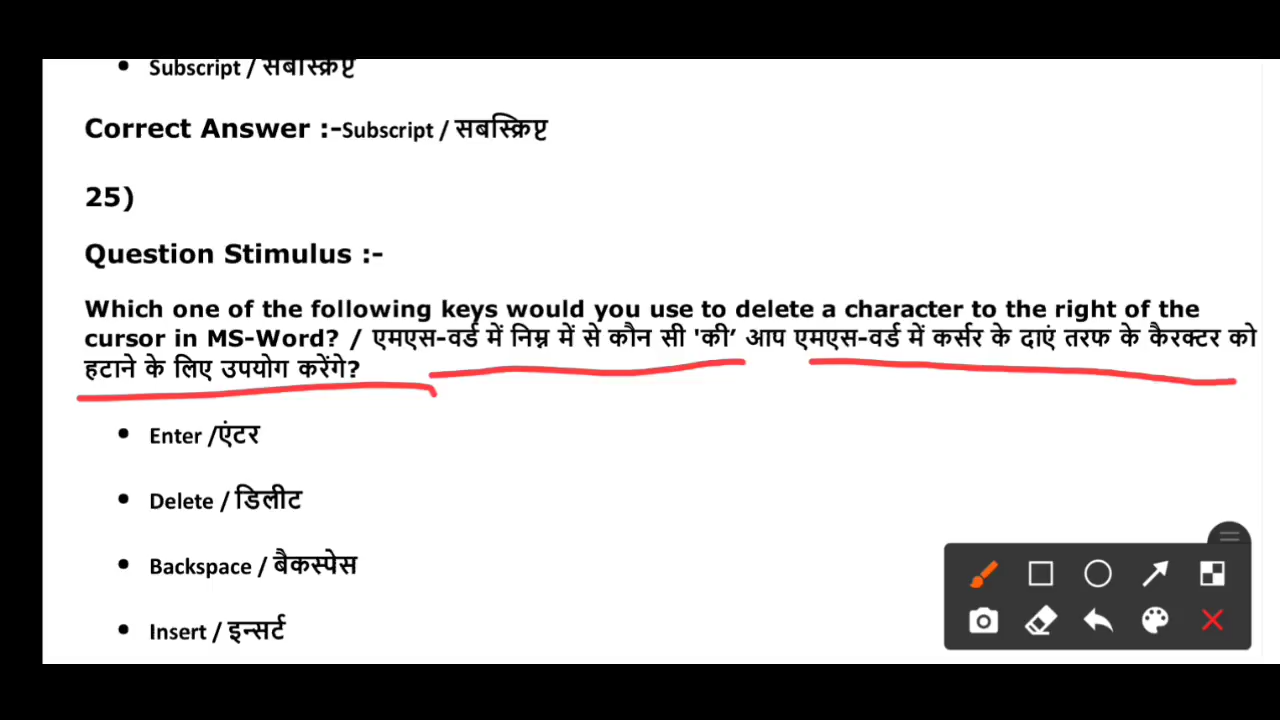 • Subscript / सबस्क्रिप्ट
Correct Answer :-Subscript / सबस्क्रिप्ट
25)
Question Stimulus :-
Which one of the following keys would you use to delete a character to the right of the
cursor in MS-Word? / एमएस-वर्ड में निम्न में से कौन सी 'की’ आप एमएस-वर्ड में कर्सर के दाएं तरफ के कैरक्टर को
हटाने के लिए उपयोग करेंगे?
• Enter /एंटर
• Delete / डिलीट
• Backspace / बैकस्पेस
• Insert / इन्सर्ट